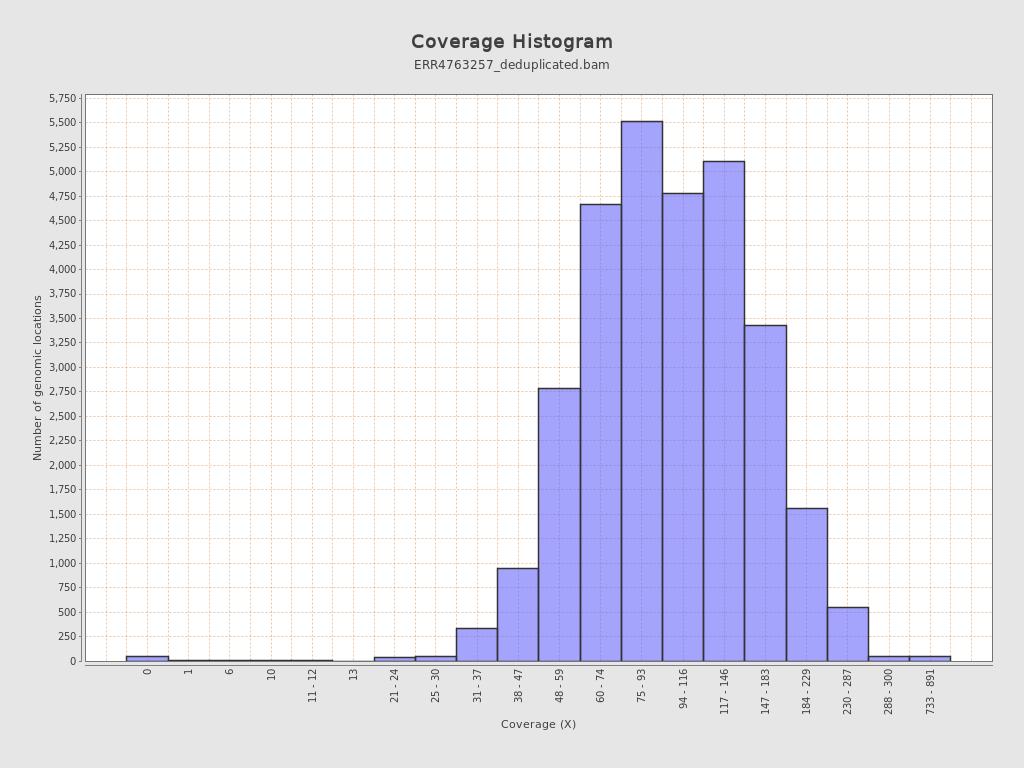 Coverage Histogram
ERR4763257_deduplicated.bam
5,750
5,500
5,250
5,000
4,750
4,500
4,250
4,000
3,750
3,500
3,250
3,000
2,750
2,500
2,250
2,000
1,750
1,500
1,250
1,000
750
500
250
0
Number of genomic locations
0
1
6
10
11 - 12
13
21 - 24
25 - 30
31 - 37
38 - 47
48 - 59
60 - 74
75 - 93
94 - 116
117 - 146
147 - 183
184 - 229
230 - 287
288 - 300
733 - 891
Coverage (X)